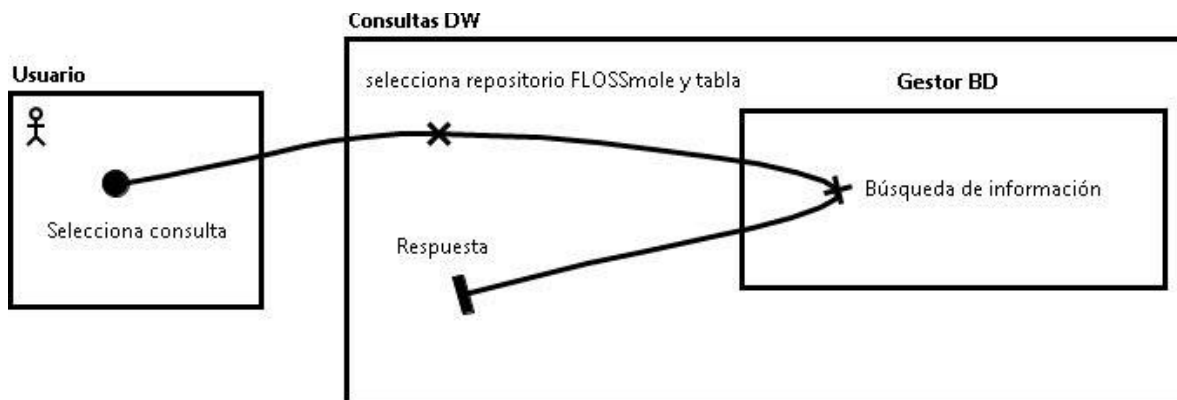 Consultas DW
Usuario
selecciona repositorio FLOSSmole y tabla
Gestor BD
Búsqueda de información
Selecciona consulta
Respuesta